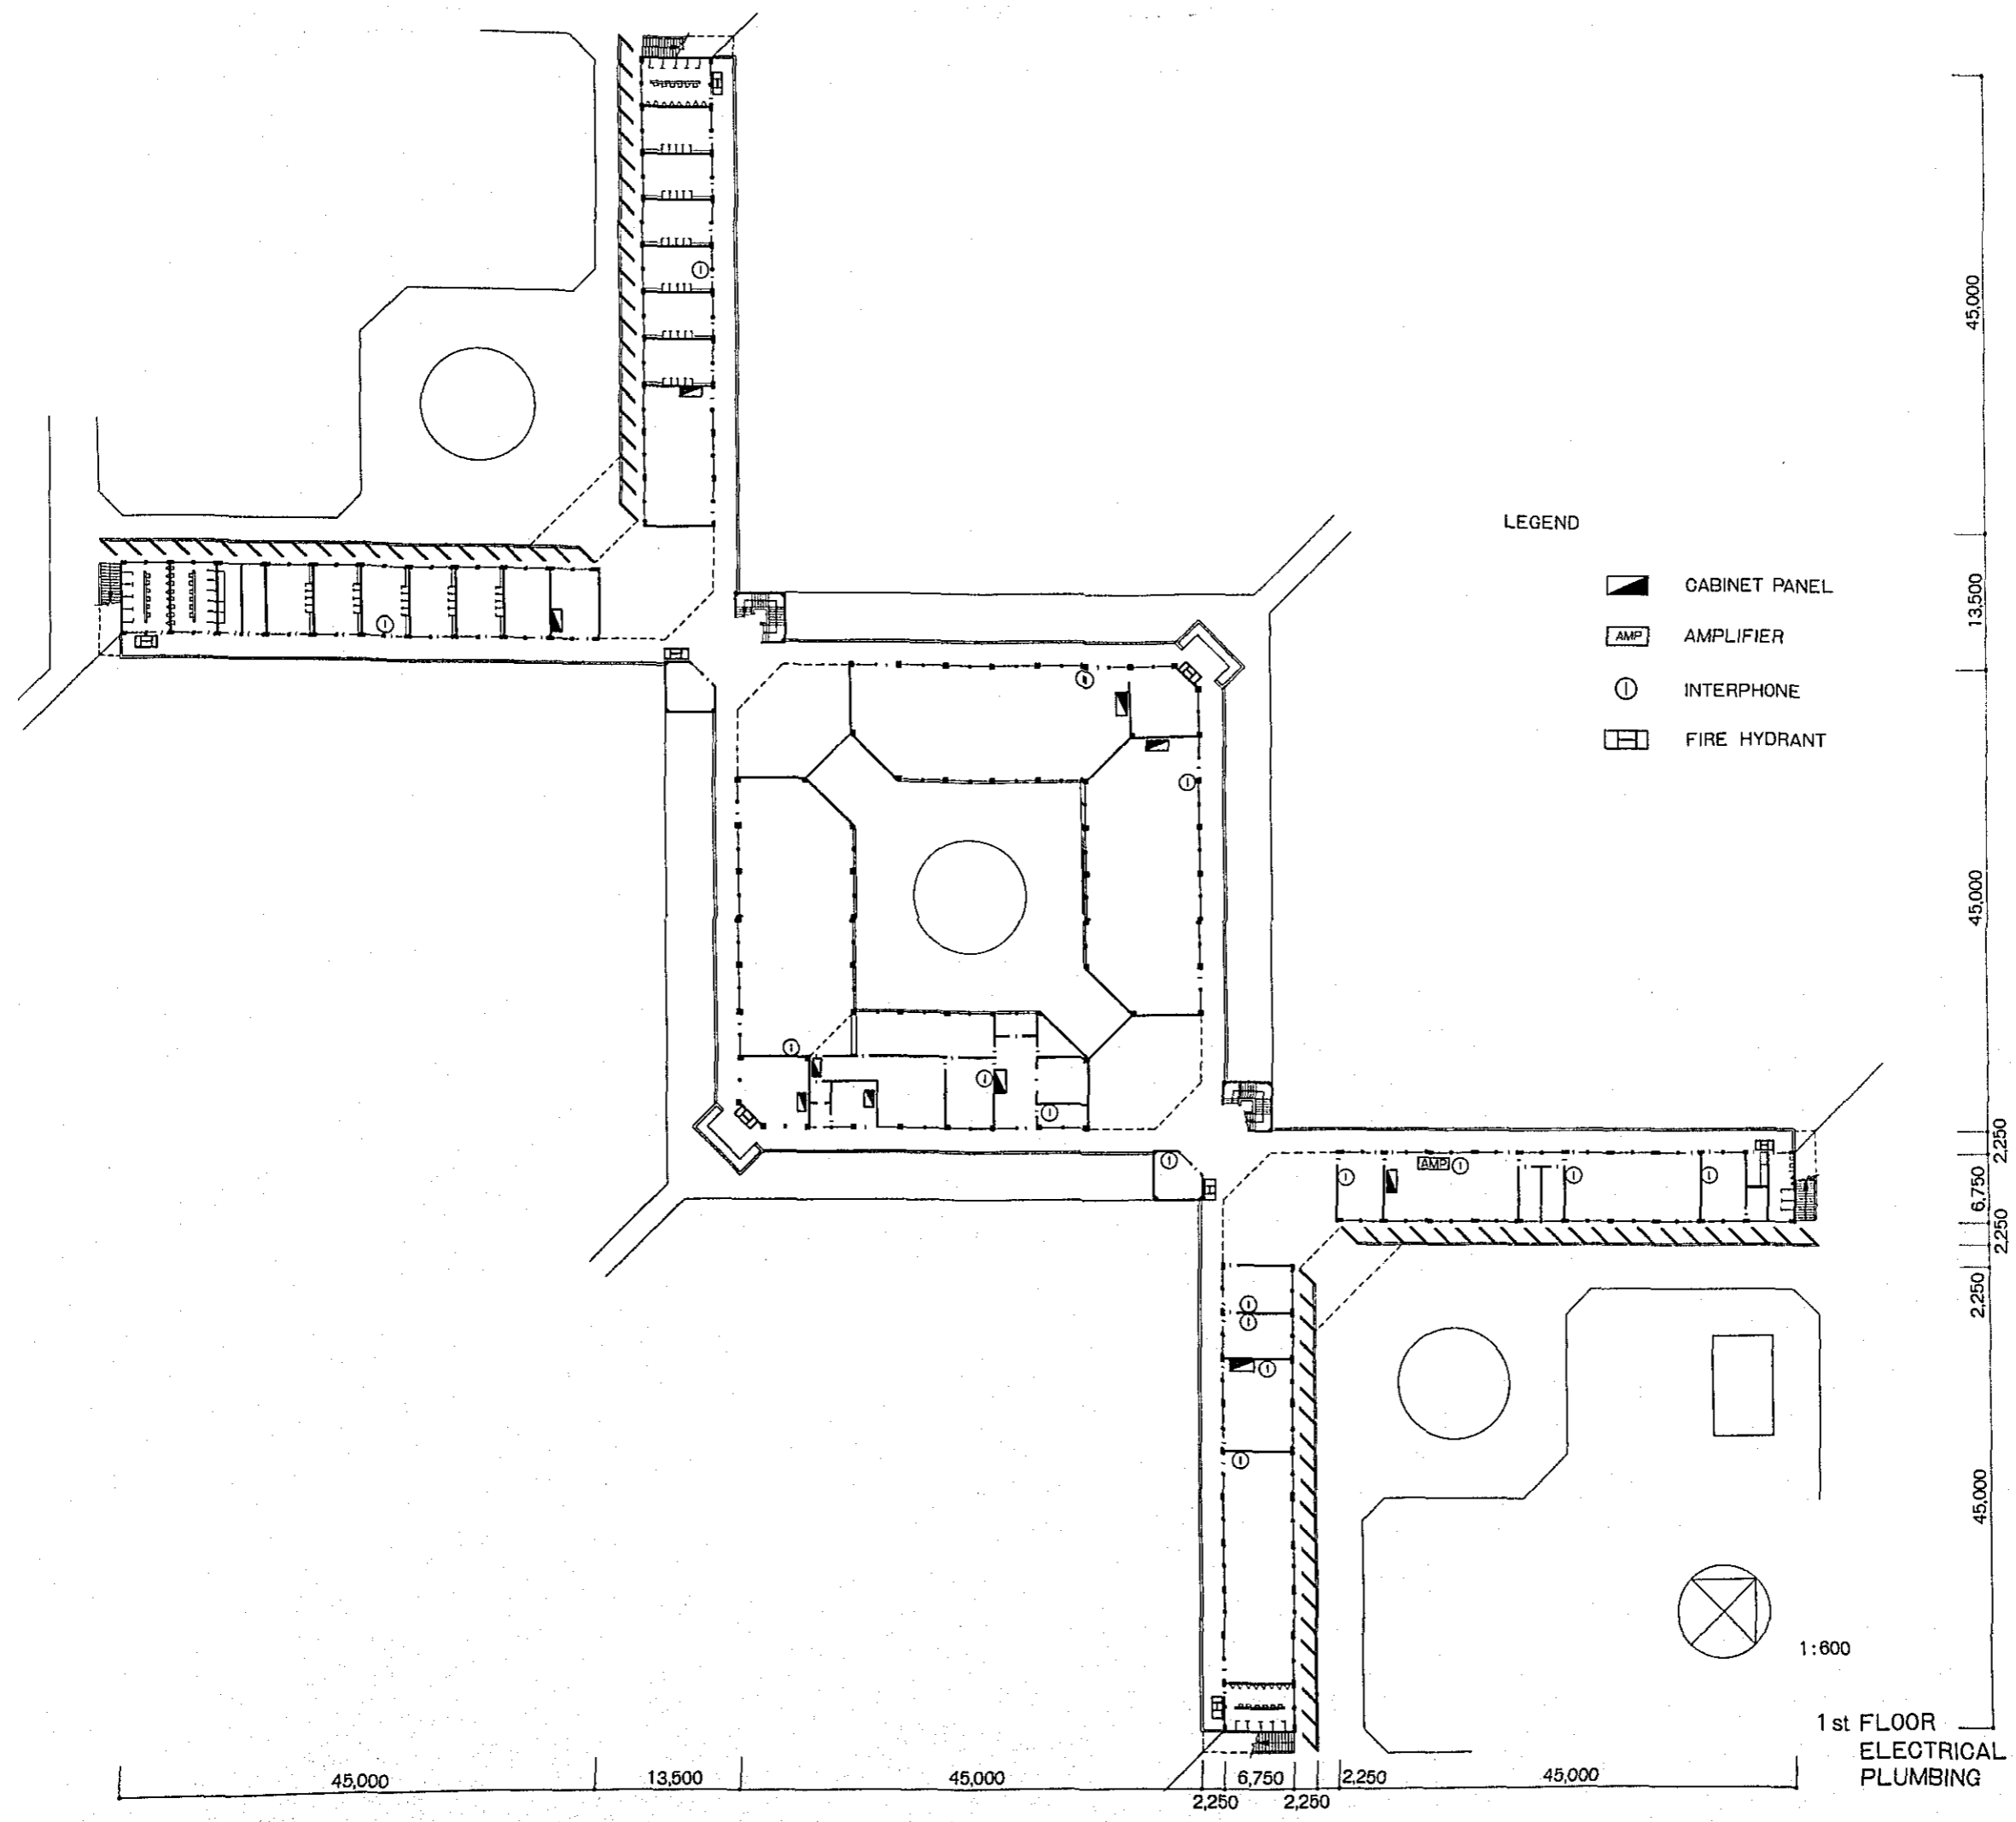 LEGEND
CABINET PANEL
AMP AMPLIFIER
INTERPHONE
FIRE HYDRANT
AMP
45,000
13,500
45,000
2,250
6,750
2,250
2,250
45,000
1:600
1st FLOOR
ELECTRICAL
PLUMBING
45,000
13,500
45,000
2,250
6,750
2,250
2,250
45,000